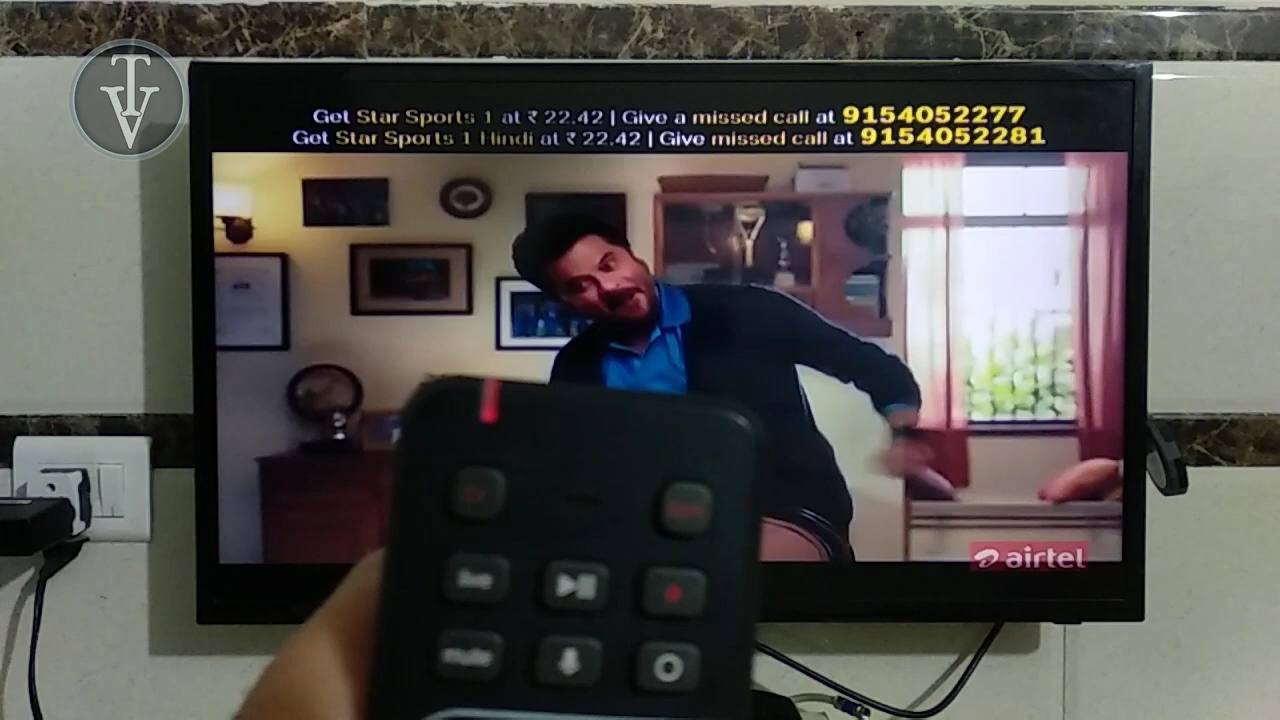 TV
Get Star Sports 1 at ₹ 22.42 | Give a missed call at 9154052277
Get Star Sports 1 Hindi at ₹ 22.42 | Give missed call at 9154052281
airtel
live
mute